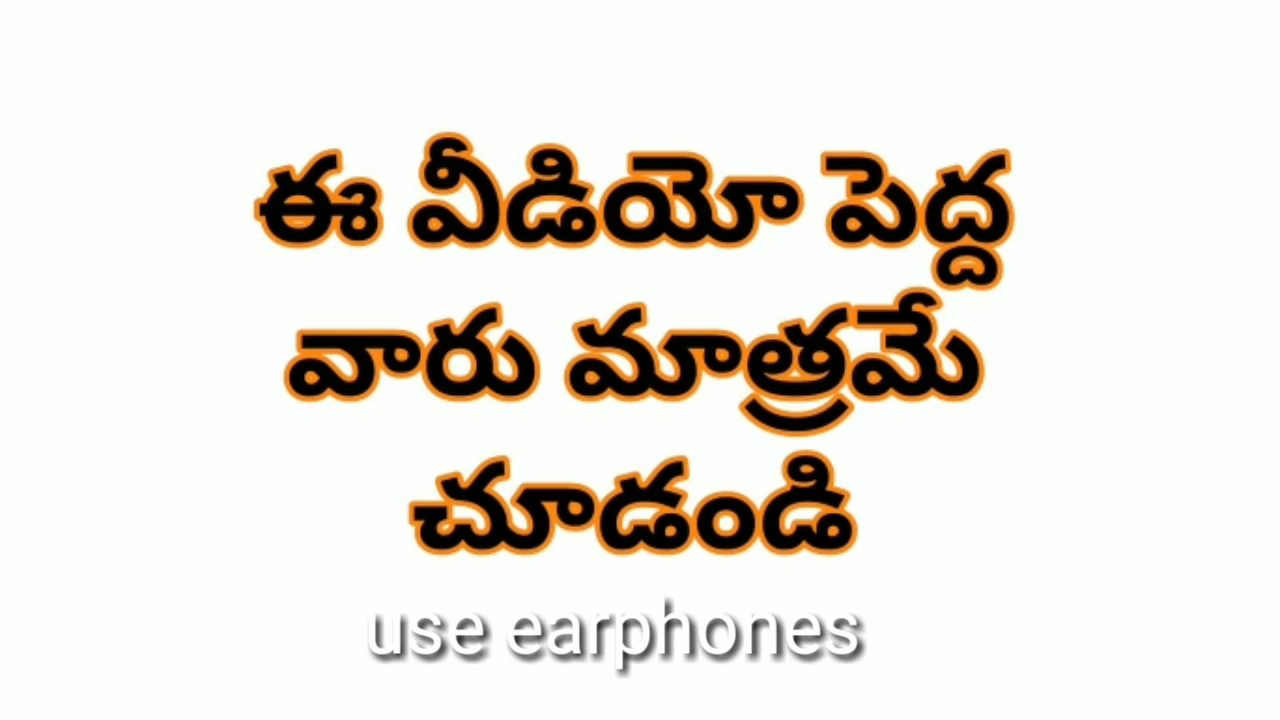 ఈ వీడియో పెద్ద
వారు మాత్రమే
చూడండి
use earphones